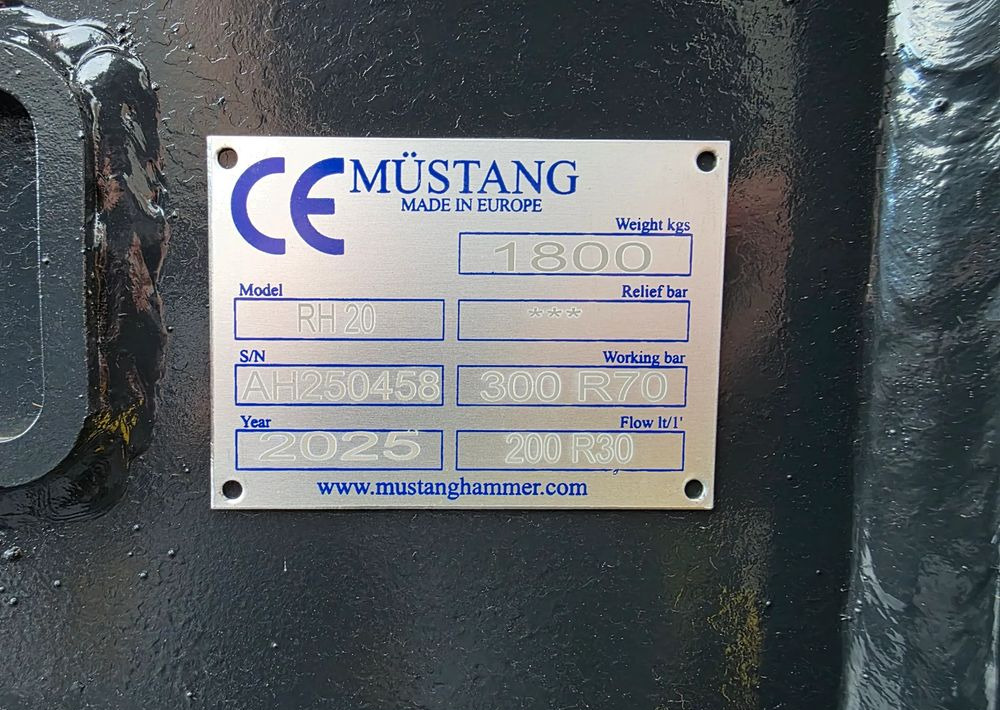 CE MÜSTANG
MADE IN EUROPE
Weight kgs
1800
Model
RH 20
Relief bar
***
S/N
AH250458
Working bar
300 R70
Year
2025
Flow lt/1'
200 R30
www.mustanghammer.com